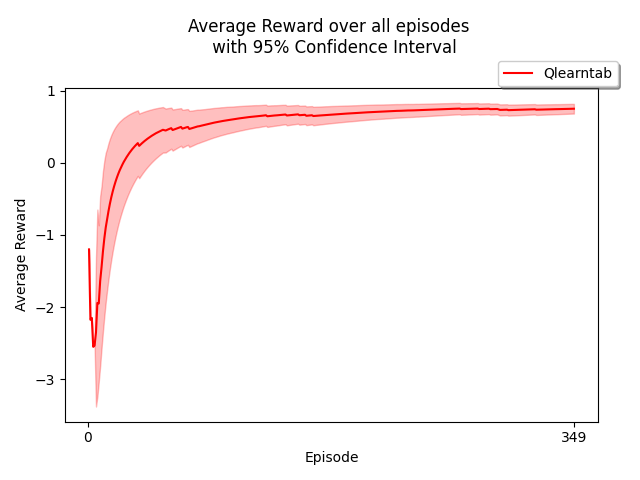 Average Reward over all episodes
with 95% Confidence Interval
Qlearntab
1
0
−1
−2
−3
Average Reward
0
349
Episode